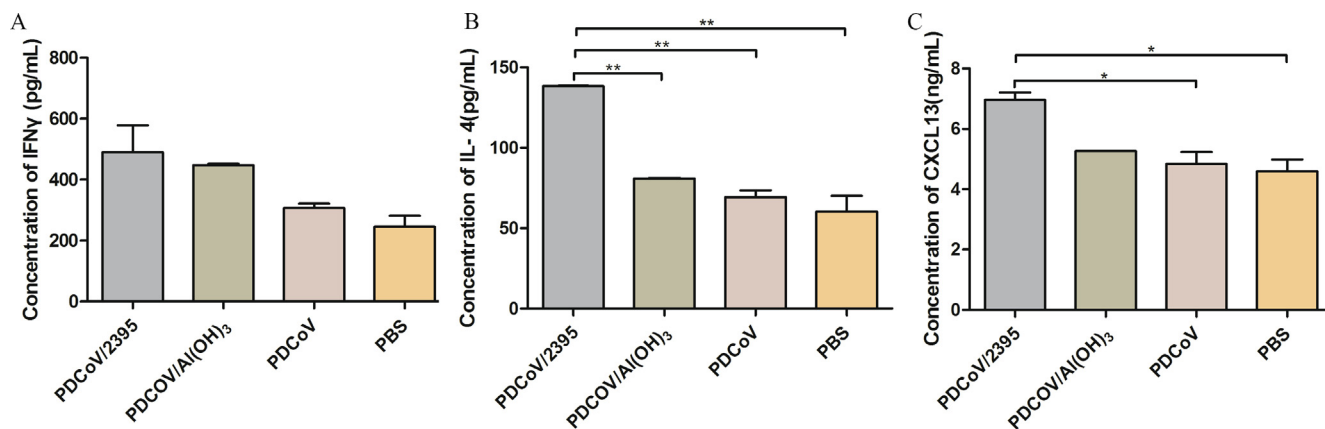 A
Concentration of IFNγ (pg/mL)
800
600
400
200
0
PDCoV/2395
PDCOV/Al(OH)₃
PDCoV
PBS
B
**
**
**
Concentration of IL- 4(pg/mL)
150
100
50
0
PDCoV/2395
PDCOV/Al(OH)₃
PDCoV
PBS
C
*
*
Concentration of CXCL13(ng/mL)
8
6
4
2
0
PDCoV/2395
PDCOV/Al(OH)₃
PDCoV
PBS